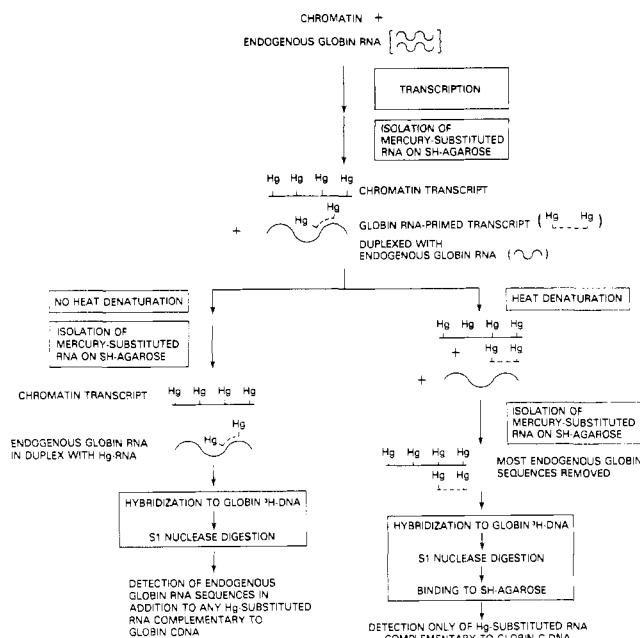 CHROMATIN +
ENDOGENOUS GLOBIN RNA
TRANSCRIPTION
ISOLATION OF
MERCURY-SUBSTITUTED
RNA ON SH-AGAROSE
Hg Hg Hg Hg
CHROMATIN TRANSCRIPT
Hg Hg
+
GLOBIN RNA-PRIMED TRANSCRIPT ( Hg Hg )
DUPLEXED WITH
ENDOGENOUS GLOBIN RNA ( )
NO HEAT DENATURATION
ISOLATION OF
MERCURY-SUBSTITUTED
RNA ON SH-AGAROSE
CHROMATIN TRANSCRIPT
Hg Hg Hg Hg
ENDOGENOUS GLOBIN RNA
IN DUPLEX WITH Hg-RNA
Hg Hg
HYBRIDIZATION TO GLOBIN ³H-DNA
S1 NUCLEASE DIGESTION
DETECTION OF ENDOGENOUS
GLOBIN RNA SEQUENCES IN
ADDITION TO ANY Hg-SUBSTITUTED
RNA COMPLEMENTARY TO
GLOBIN CDNA
HEAT DENATURATION
Hg Hg Hg Hg
+ Hg Hg
+
ISOLATION OF
MERCURY-SUBSTITUTED
RNA ON SH-AGAROSE
Hg Hg Hg Hg
Hg Hg
MOST ENDOGENOUS GLOBIN
SEQUENCES REMOVED
HYBRIDIZATION TO GLOBIN ³H-DNA
S1 NUCLEASE DIGESTION
BINDING TO SH-AGAROSE
DETECTION ONLY OF Hg-SUBSTITUTED RNA
COMPLEMENTARY TO GLOBIN C DNA